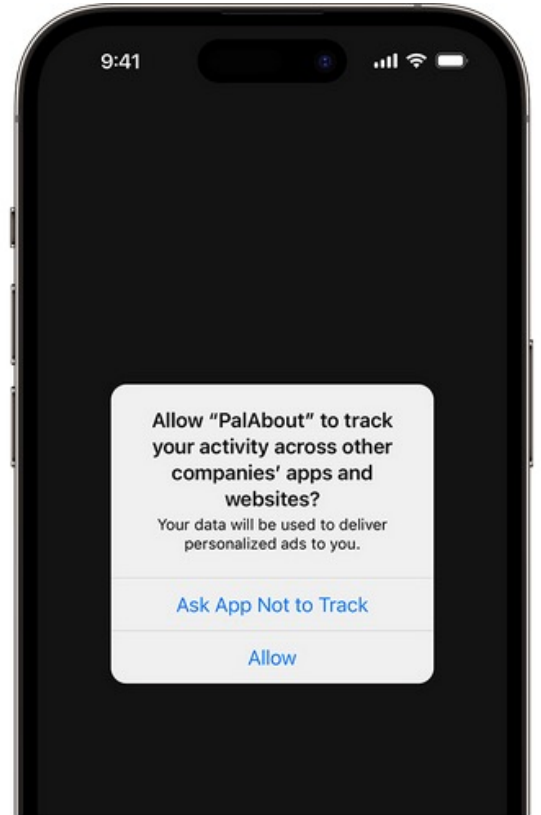 9:41
Allow “PalAbout” to track
your activity across other
companies’ apps and
websites?
Your data will be used to deliver
personalized ads to you.
Ask App Not to Track
Allow